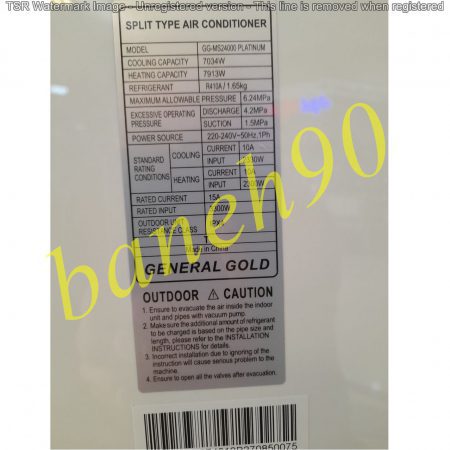 TSR Watermark Image - Unregistered version - This line is removed when registered
SPLIT TYPE AIR CONDITIONER
MODEL GG-MS24000 PLATINUM
COOLING CAPACITY 7034W
HEATING CAPACITY 7913W
REFRIGERANT R410A / 1.65kg
MAXIMUM ALLOWABLE PRESSURE 6.24MPa
EXCESSIVE OPERATING PRESSURE DISCHARGE 4.2MPa
SUCTION 1.5MPa
POWER SOURCE 220-240V~50Hz,1Ph
STANDARD RATING CONDITIONS COOLING CURRENT 10A
INPUT 2300W
HEATING CURRENT 10A
INPUT 2300W
RATED CURRENT 15A
RATED INPUT
OUTDOOR
RESISTANCE CLASS
Made in China
GENERAL GOLD
baneh90
OUTDOOR ⚠ CAUTION
1. Ensure to evacuate the air inside the indoor
unit and pipes with vacuum pump.
2. Make sure the additional amount of refrigerant
to be charged is based on the pipe size and
length, please refer to the INSTALLATION
INSTRUCTIONS for details.
3. Incorrect installation due to ignoring of the
instruction will cause serious problem to the
machine.
4. Ensure to open all the valves after evacuation.